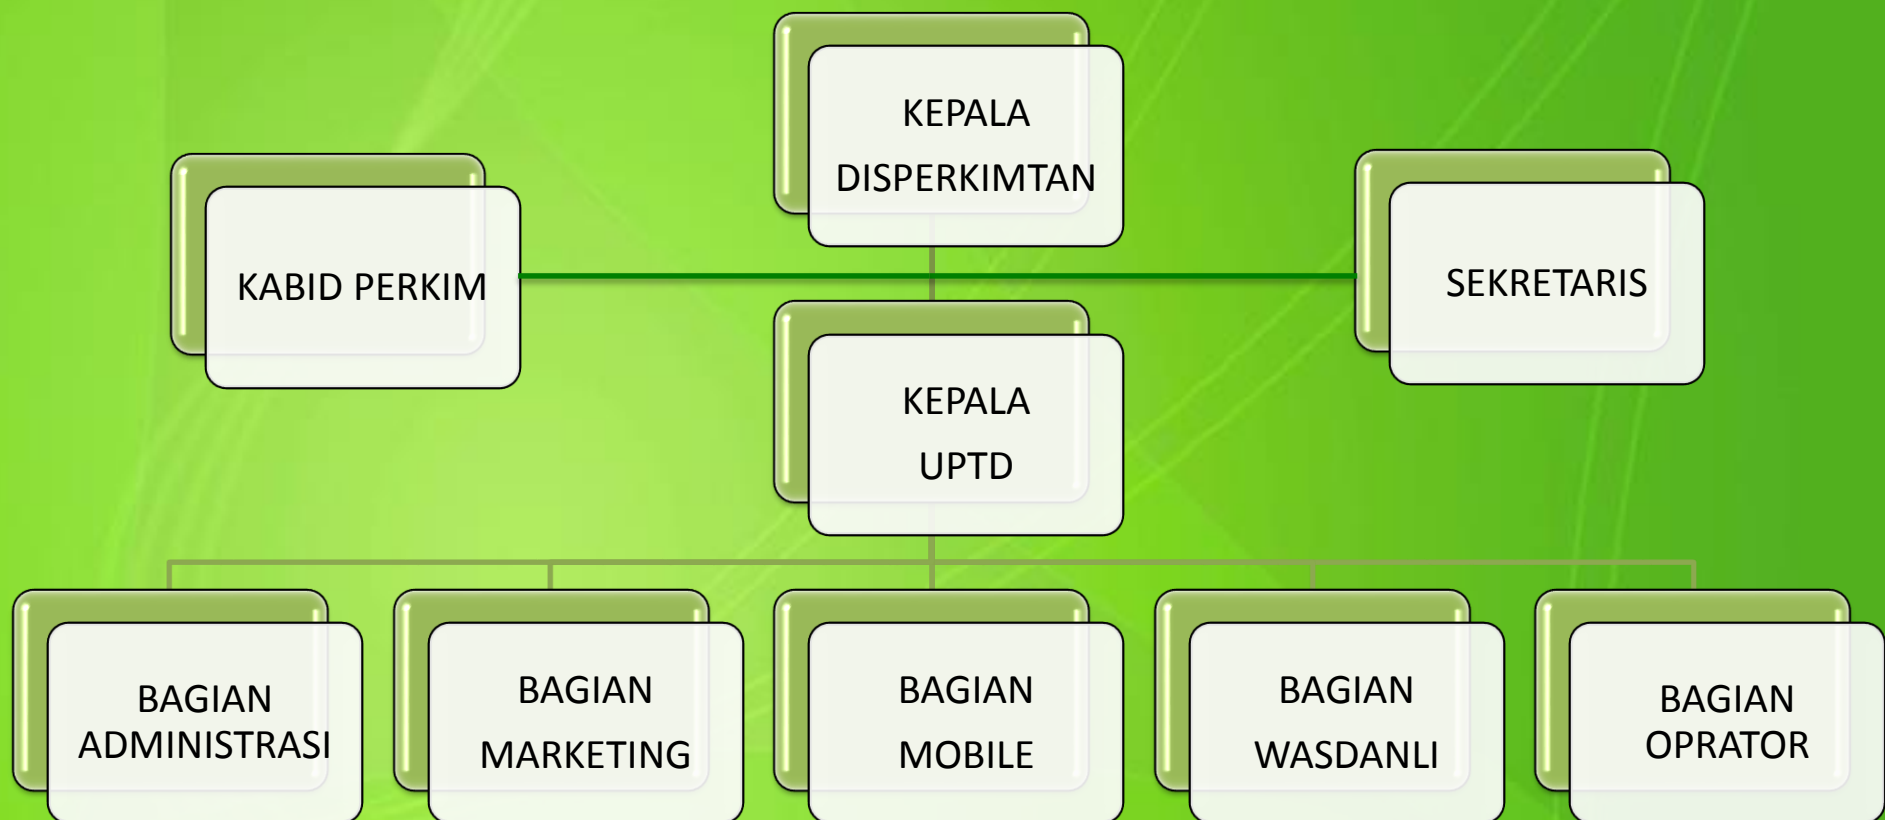 KEPALA
DISPERKIMTAN
KABID PERKIM
SEKRETARIS
KEPALA
UPTD
BAGIAN
ADMINISTRASI
BAGIAN
MARKETING
BAGIAN
MOBILE
BAGIAN
WASDANLI
BAGIAN
OPRATOR